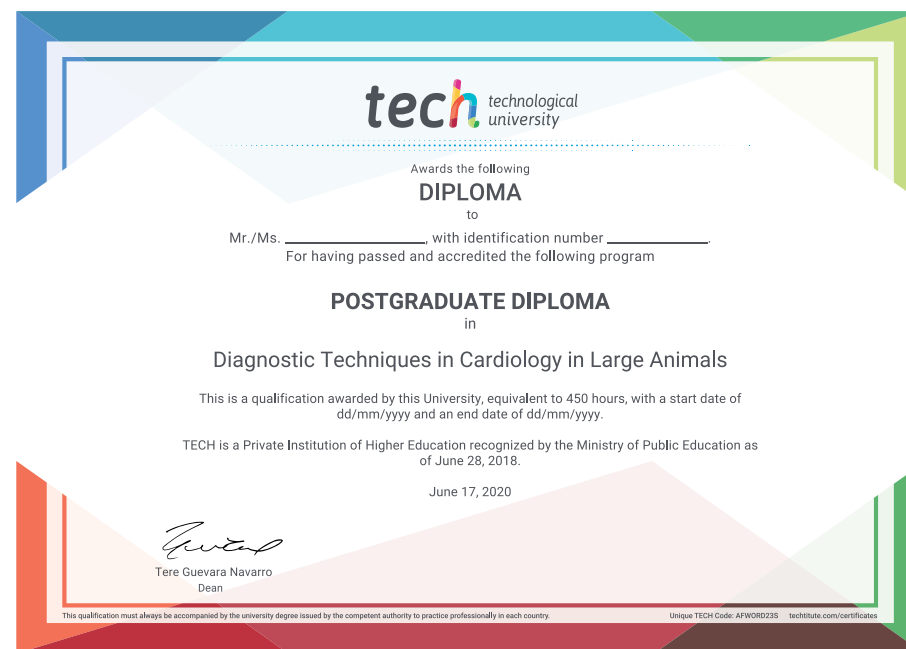 tech technological
university
Awards the following
DIPLOMA
to
Mr./Ms. ____________________, with identification number ______________.
For having passed and accredited the following program
POSTGRADUATE DIPLOMA
in
Diagnostic Techniques in Cardiology in Large Animals
This is a qualification awarded by this University, equivalent to 450 hours, with a start date of
dd/mm/yyyy and an end date of dd/mm/yyyy.
TECH is a Private Institution of Higher Education recognized by the Ministry of Public Education as
of June 28, 2018.
June 17, 2020
Tere Guevara Navarro
Dean
This qualification must always be accompanied by the university degree issued by the competent authority to practice professionally in each country. Unique TECH Code: AFWORD23S techtitute.com/certificates